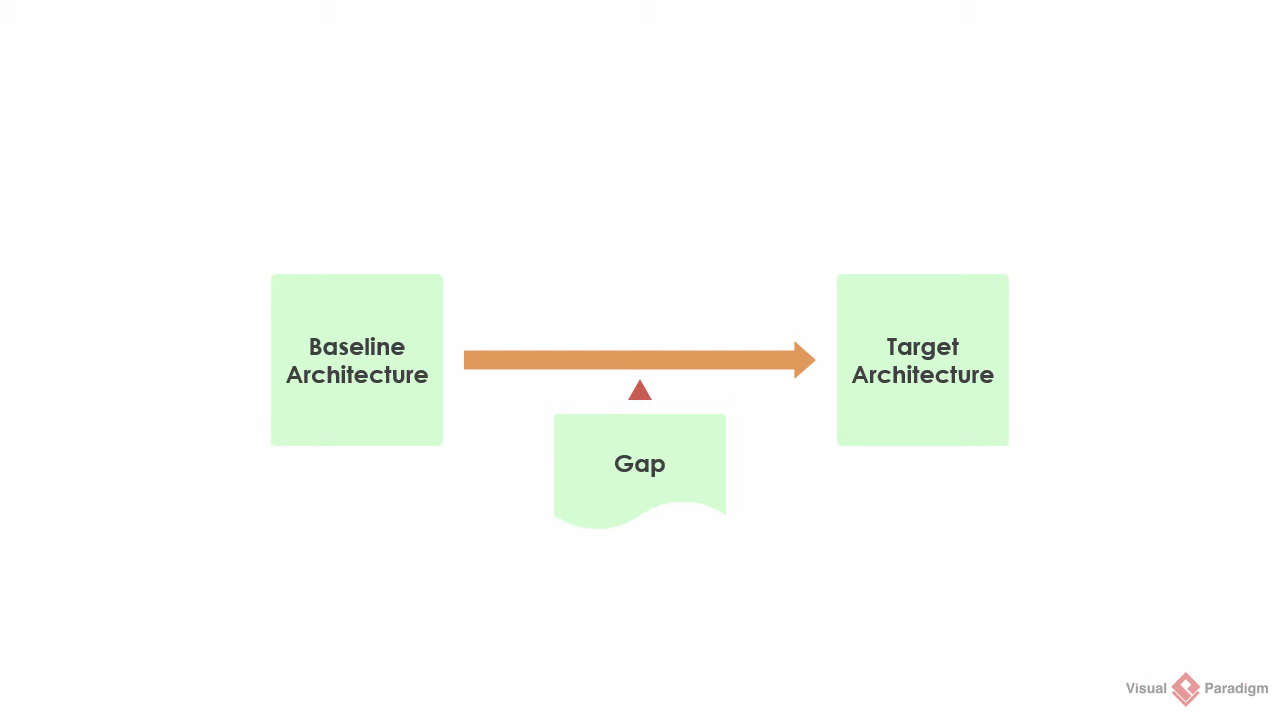 Baseline
Architecture
Target
Architecture
Gap
Visual Paradigm